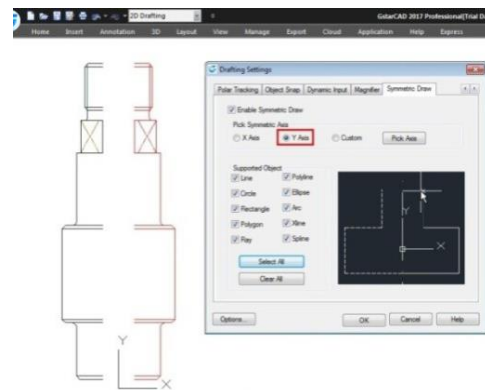 2D Drafting
GstarCAD 2017 Professional(Trial Da
Home Insert Annotation 3D Layout View Manage Export Cloud Application Help Express
Drafting Settings
Polar Tracking Object Snap Dynamic Input Magnifier Symmetric Draw
Enable Symmetric Draw
Pick Symmetric Axis
X Axis Y Axis Custom Pick Axis
Supported Object
Line Polyline
Circle Ellipse
Rectangle Arc
Polygon Xline
Ray Spline
Select All
Clear All
Y
X
Options... OK Cancel Help
Y
X